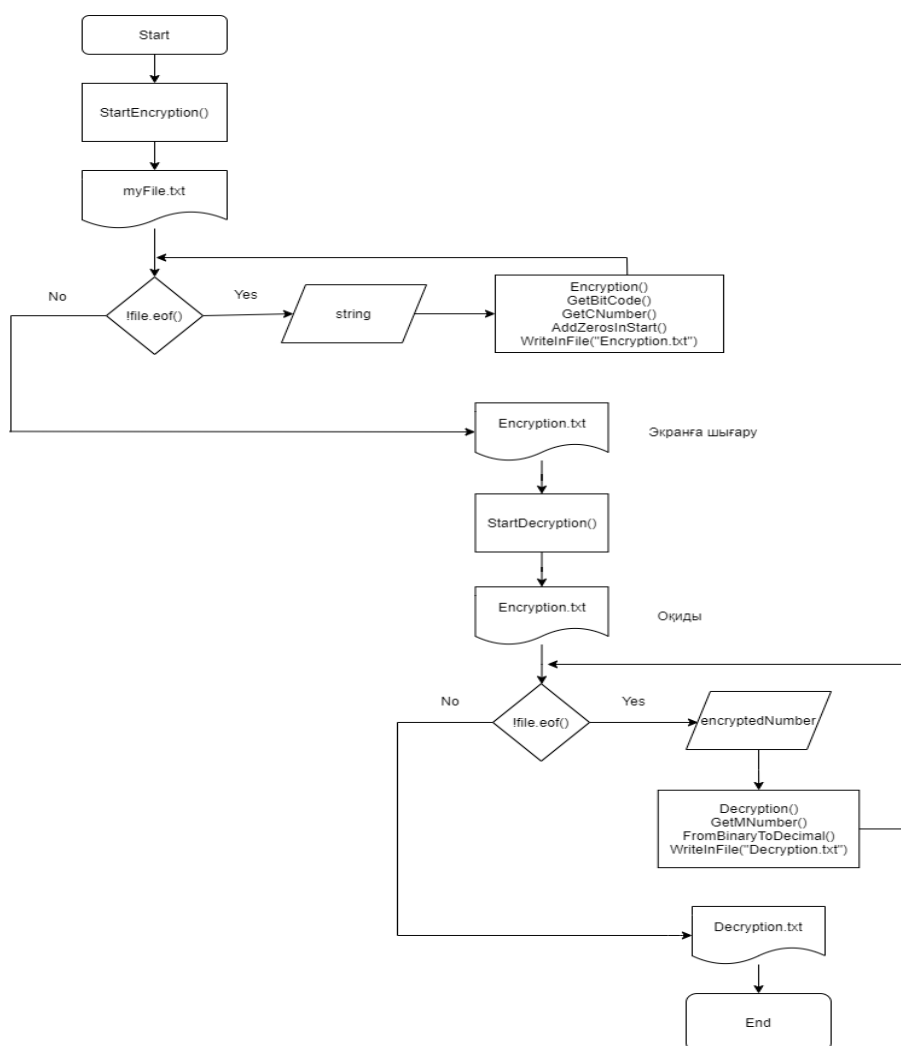 Start
StartEncryption()
myFile.txt
No
Yes
!file.eof()
string
Encryption()
GetBitCode()
GetCNumber()
AddZerosInStart()
WriteInFile("Encryption.txt")
Encryption.txt
Экранға шығару
StartDecryption()
Encryption.txt
Оқиды
No
Yes
!file.eof()
encryptedNumber
Decryption()
GetMNumber()
FromBinaryToDecimal()
WriteInFile("Decryption.txt")
Decryption.txt
End